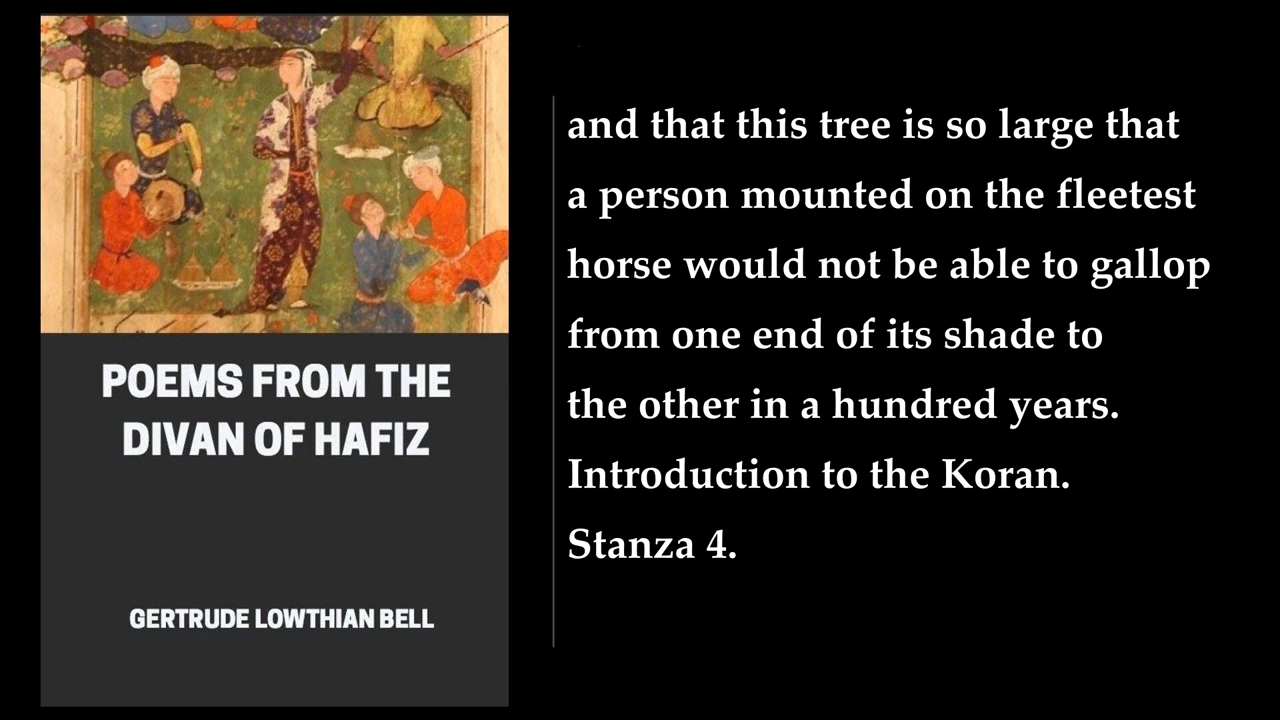 POEMS FROM THE
DIVAN OF HAFIZ
GERTRUDE LOWTHIAN BELL
and that this tree is so large that
a person mounted on the fleetest
horse would not be able to gallop
from one end of its shade to
the other in a hundred years.
Introduction to the Koran.
Stanza 4.